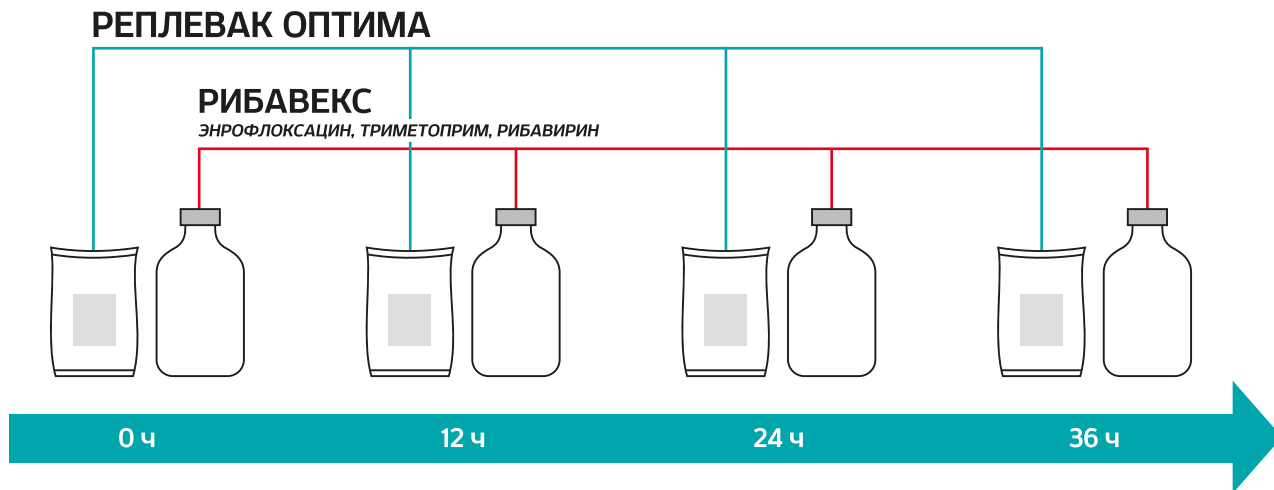 РЕПЛЕВАК ОПТИМА
РИБАВЕКС
ЭНРОФЛОКСАЦИН, ТРИМЕТОПРИМ, РИБАВИРИН
0 ч
12 ч
24 ч
36 ч